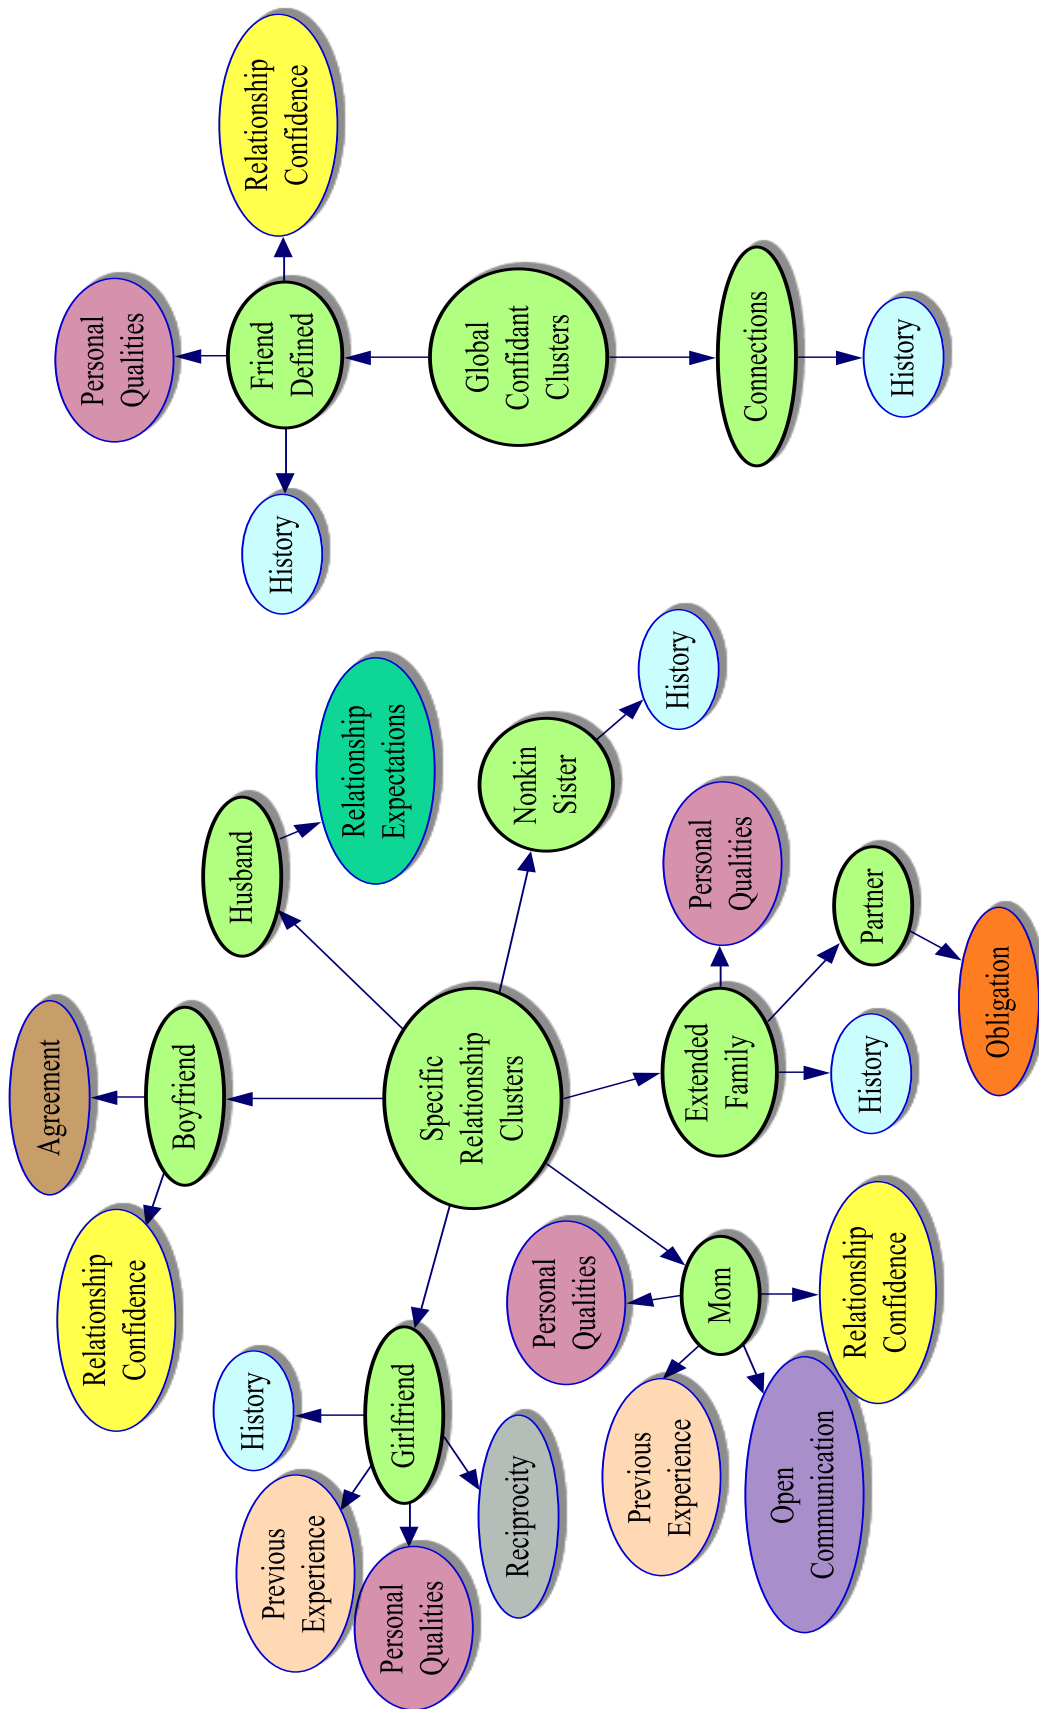 Agreement
Relationship
Confidence
Boyfriend
Husband
Relationship
Expectations
History
Previous
Experience
Personal
Qualities
Girlfriend
Reciprocity
Specific
Relationship
Clusters
Nonkin
Sister
History
Personal
Qualities
Previous
Experience
Mom
Open
Communication
Relationship
Confidence
Extended
Family
Personal
Qualities
History
Partner
Obligation
Personal
Qualities
Relationship
Confidence
History
Friend
Defined
Global
Confidant
Clusters
Connections
History